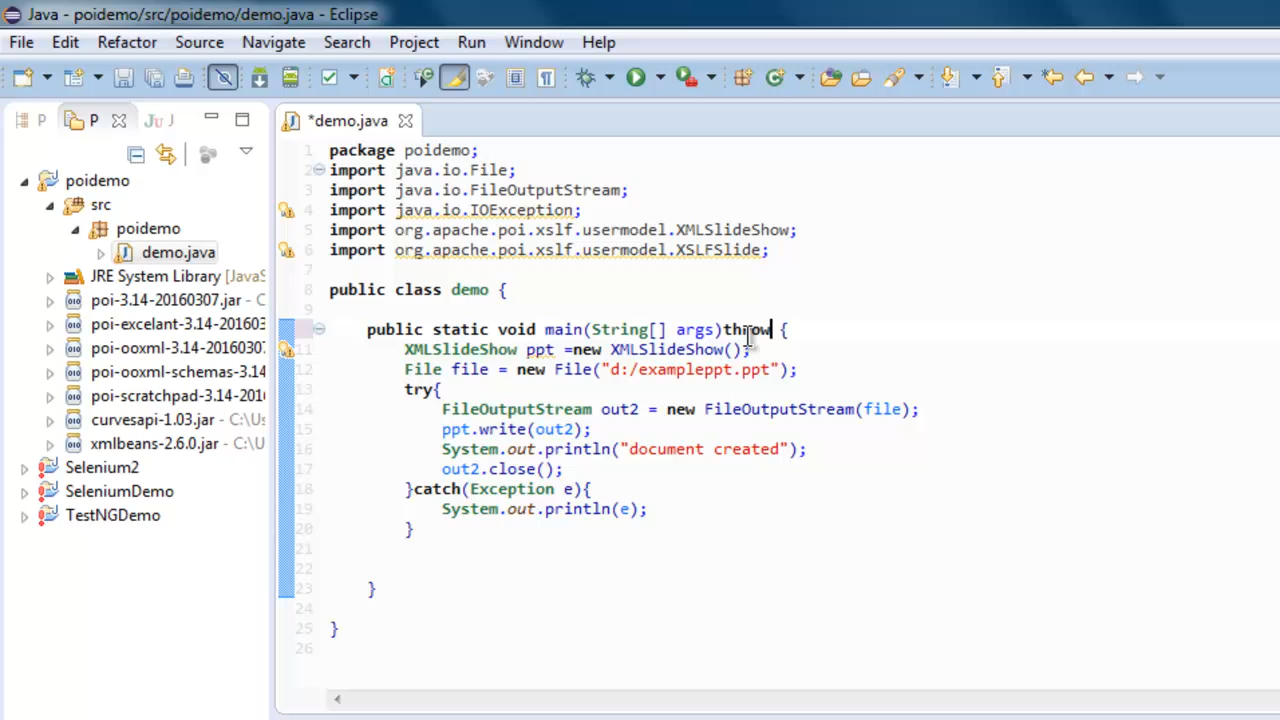 Java - poidemo/src/poidemo/demo.java - Eclipse
File Edit Refactor Source Navigate Search Project Run Window Help
P P JU J
*demo.java
poidemo
src
poidemo
demo.java
JRE System Library [JavaS
poi-3.14-20160307.jar - C
poi-excelant-3.14-201603
poi-ooxml-3.14-20160307.
poi-ooxml-schemas-3.14-
poi-scratchpad-3.14-2016
curvesapi-1.03.jar - C:\Us
xmlbeans-2.6.0.jar - C:\U
Selenium2
SeleniumDemo
TestNGDemo
1 package poidemo;
2 import java.io.File;
3 import java.io.FileOutputStream;
4 import java.io.IOException;
5 import org.apache.poi.xslf.usermodel.XMLSlideShow;
6 import org.apache.poi.xslf.usermodel.XSLFSlide;
7
8 public class demo {
9
public static void main(String[] args)throw {
11 XMLSlideShow ppt =new XMLSlideShow();
12 File file = new File("d:/exampleppt.ppt");
13 try{
14 FileOutputStream out2 = new FileOutputStream(file);
15 ppt.write(out2);
16 System.out.println("document created");
17 out2.close();
18 }catch(Exception e){
19 System.out.println(e);
20 }
21
22
23 }
24
25 }
26